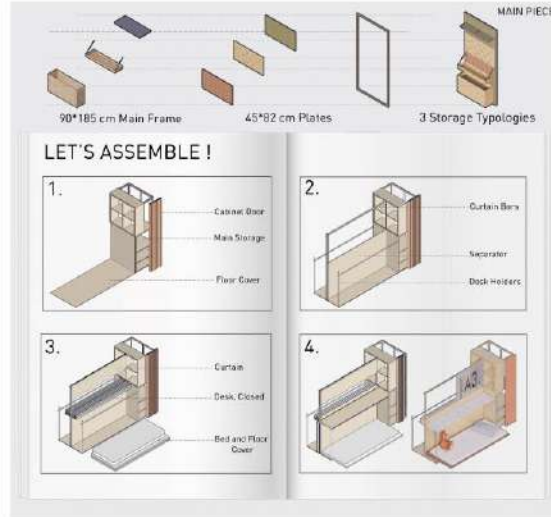 MAIN PIECE
90*185 cm Main Frame
45*82 cm Plates
3 Storage Typologies
LET'S ASSEMBLE !
1.
Cabinet Door
Main Storage
Floor Cover
2.
Curtain Bars
Separator
Desk Holders
3.
Curtain
Desk, Closed
Bed and Floor
Cover
4.
A3